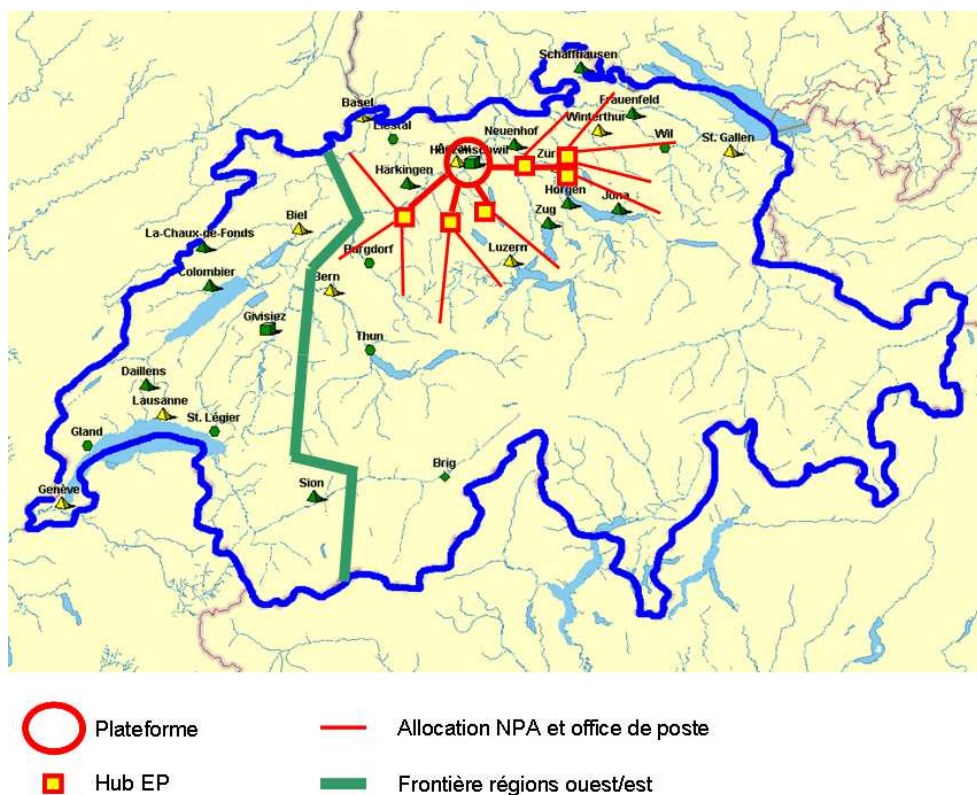 Schaffhausen
Basel
Liestal
Neuenhof
Frauenfeld
Winterthur
Wil
St. Gallen
Härkingen
Horgen
Jona
Zug
Biel
La-Chaux-de-Fonds
Burgdorf
Luzern
Colombier
Bern
Givisiez
Thun
Daillens
Lausanne
St. Légier
Gland
Brig
Sion
Genève
Plateforme
Allocation NPA et office de poste
Hub EP
Frontière régions ouest/est